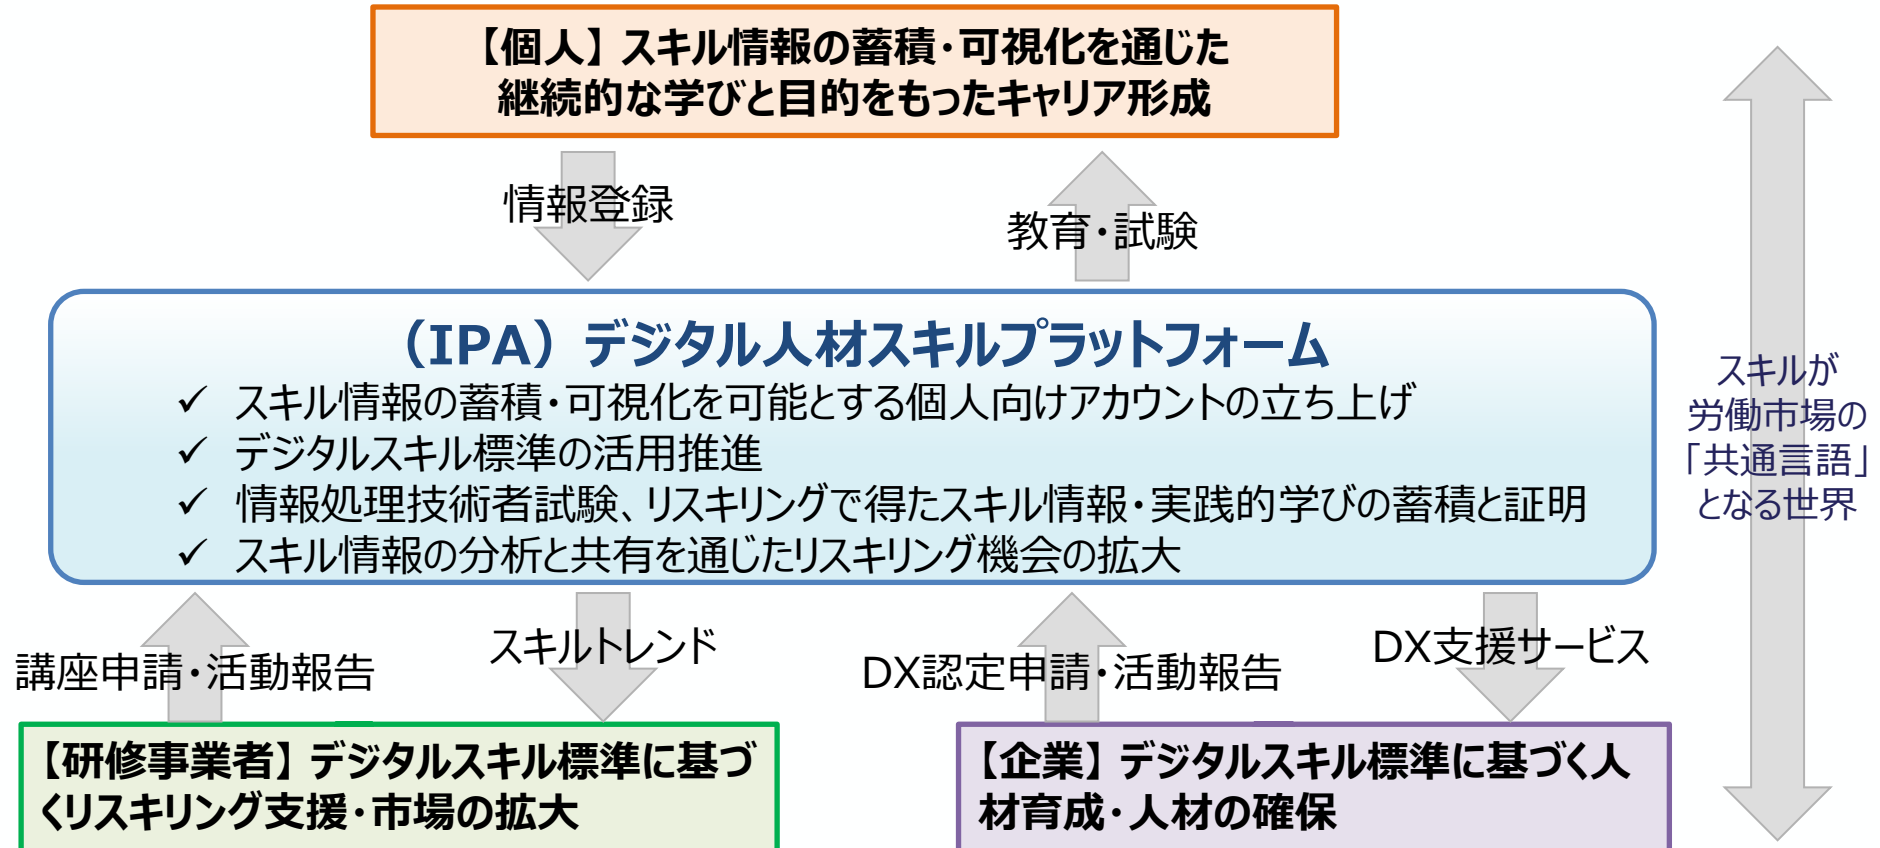 【個人】スキル情報の蓄積・可視化を通じた
継続的な学びと目的をもったキャリア形成
情報登録
教育・試験
（IPA）デジタル人材スキルプラットフォーム
✓ スキル情報の蓄積・可視化を可能とする個人向けアカウントの立ち上げ
✓ デジタルスキル標準の活用推進
✓ 情報処理技術者試験、リスキリングで得たスキル情報・実践的学びの蓄積と証明
✓ スキル情報の分析と共有を通じたリスキリング機会の拡大
スキルが
労働市場の
「共通言語」
となる世界
講座申請・活動報告
スキルトレンド
DX認定申請・活動報告
DX支援サービス
【研修事業者】デジタルスキル標準に基づ
くリスキリング支援・市場の拡大
【企業】デジタルスキル標準に基づく人
材育成・人材の確保